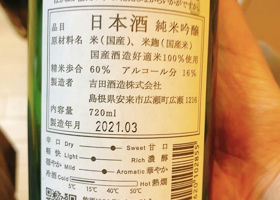 品目 日本酒 純米吟醸
原材料名 米(国産)、米麹(国産米)
国産酒造好適米100%使用
精米歩合 60% アルコール分 16%
製造者 吉田酒造株式会社
島根県安来市広瀬町広瀬 1216
内容量 720ml
製造年月 2021.03
辛口 Dry Sweet 甘口
軽快 Light Rich 濃醇
穏やか Mild Aromatic 華やか
冷酒 Cold Hot 熱燗
5℃ 15℃ 40℃ 50℃